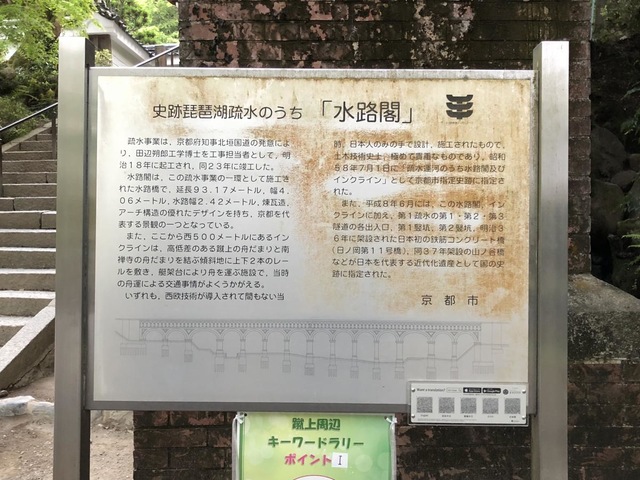 史跡琵琶湖疏水のうち 「水路閣」
疏水事業は、京都府知事北垣国道の発意によ
り、田辺朔郎工学博士を工事担当者として、明
治18年に起工され、同23年に竣工した。
水路閣は、この疏水事業の一環として施工さ
れた水路橋で、延長93.17メートル、幅4.
06メートル、水路幅2.42メートル、煉瓦造、
アーチ構造の優れたデザインを持ち、京都を代
表する景観の一つとなっている。
また、ここから西500メートルにあるイン
クラインは、高低差のある蹴上の舟だまりと南
禅寺の舟だまりを結ぶ傾斜地に上下2本のレー
ルを敷き、艇架台により舟を運ぶ施設で、当時
の舟運による交通事情がよくうかがえる。
いずれも、西欧技術が導入されて間もない当
時、日本人のみの手で設計、施工されたもので、
土木技術史上、極めて貴重なものであり、昭和
58年7月1日に「疏水運河のうち水路閣及び
インクライン」として京都市指定史跡に指定さ
れた。
また、平成8年6月には、この水路閣、イン
クラインに加え、第1疏水の第1・第2・第3
隧道の各出入口、第1竪坑、第2竪坑、明治3
6年に架設された日本初の鉄筋コンクリート橋
(日ノ岡第11号橋)、同37年架設の山ノ谷橋
などが日本を代表する近代化遺産として国の史
跡に指定された。
京都市
蹴上周辺
キーワードラリー
ポイント I